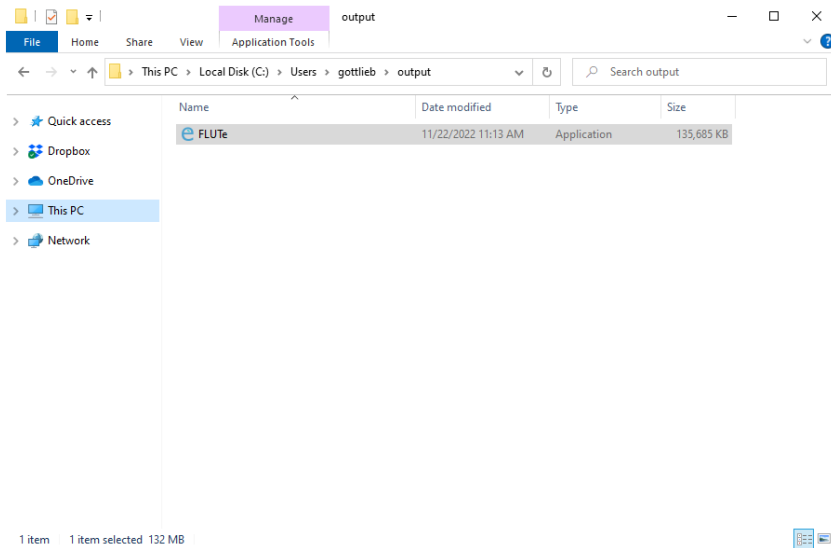 Manage output
File Home Share View Application Tools
This PC > Local Disk (C:) > Users > gottlieb > output Search output
Name Date modified Type Size
Quick access
FLUTe 11/22/2022 11:13 AM Application 135,685 KB
Dropbox
OneDrive
This PC
Network
1 item 1 item selected 132 MB